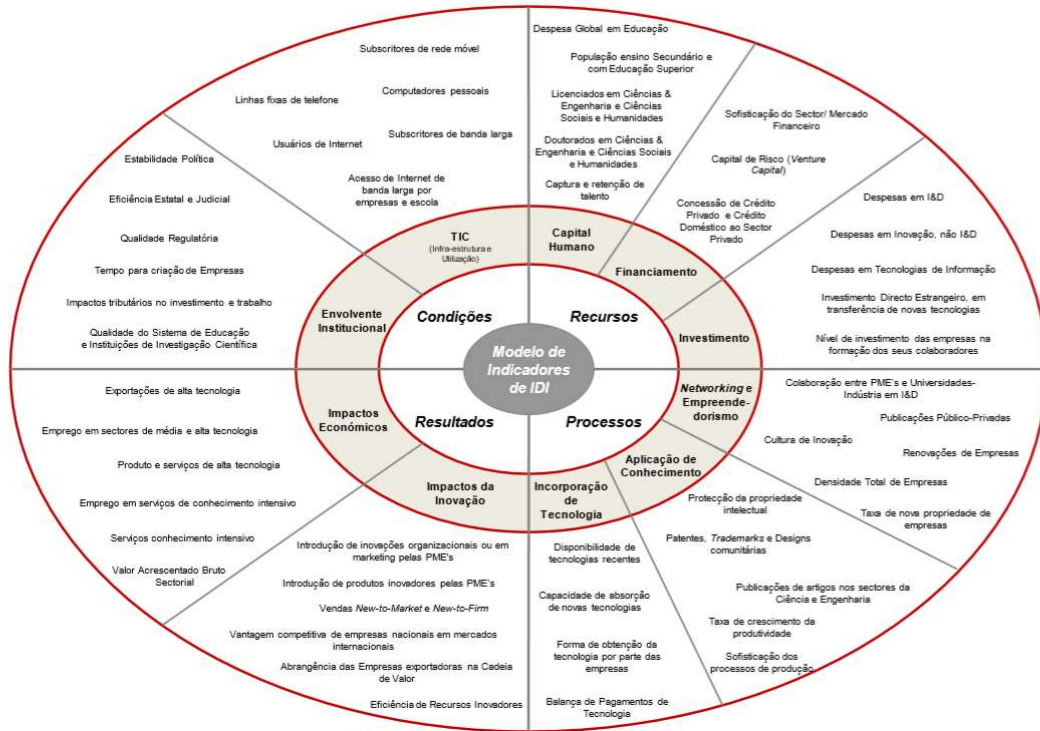 Subscritores de rede móvel
Linhas fixas de telefone
Computadores pessoais
Usuários de Internet
Subscritores de banda larga
Acesso de Internet de
banda larga por
empresas e escola
Despesa Global em Educação
População ensino Secundário e
com Educação Superior
Licenciados em Ciências &
Engenharia e Ciências
Sociais e Humanidades
Doutorados em Ciências &
Engenharia e Ciências Sociais
e Humanidades
Captura e retenção de
talento
Sofisticação do Sector/ Mercado
Financeiro
Capital de Risco (Venture
Capital)
Concessão de Crédito
Privado e Crédito
Doméstico ao Sector
Privado
Despesas em I&D
Despesas em Inovação, não I&D
Despesas em Tecnologias de Informação
Investimento Directo Estrangeiro, em
transferência de novas tecnologias
Nível de investimento das empresas na
formação dos seus colaboradores
Estabilidade Política
Eficiência Estatal e Judicial
Qualidade Regulatória
Tempo para criação de Empresas
Impactos tributários no investimento e trabalho
Qualidade do Sistema de Educação
e Instituições de Investigação Científica
TIC
(Infra-estrutura e
Utilização)
Capital
Humano
Financiamento
Envolvente
Institucional
Condições
Recursos
Investimento
Modelo de
Indicadores
de IDI
Impactos
Económicos
Resultados
Processos
Networking e
Empreende-
dorismo
Impactos da
Inovação
Incorporação
de
Tecnologia
Aplicação de
Conhecimento
Exportações de alta tecnologia
Emprego em sectores de média e alta tecnologia
Produto e serviços de alta tecnologia
Emprego em serviços de conhecimento intensivo
Serviços conhecimento intensivo
Valor Acrescentado Bruto
Sectorial
Colaboração entre PME's e Universidades-
Indústria em I&D
Publicações Público-Privadas
Cultura de Inovação
Renovações de Empresas
Densidade Total de Empresas
Taxa de nova propriedade de
empresas
Introdução de inovações organizacionais ou em
marketing pelas PME's
Introdução de produtos inovadores pelas PME's
Vendas New-to-Market e New-to-Firm
Vantagem competitiva de empresas nacionais em mercados
internacionais
Abrangência das Empresas exportadoras na Cadeia
de Valor
Eficiência de Recursos Inovadores
Disponibilidade de
tecnologias recentes
Capacidade de absorção
de novas tecnologias
Forma de obtenção da
tecnologia por parte das
empresas
Balança de Pagamentos de
Tecnologia
Protecção da propriedade
intelectual
Patentes, Trademarks e Designs
comunitárias
Publicações de artigos nos sectores da
Ciência e Engenharia
Taxa de crescimento da
produtividade
Sofisticação dos
processos de produção